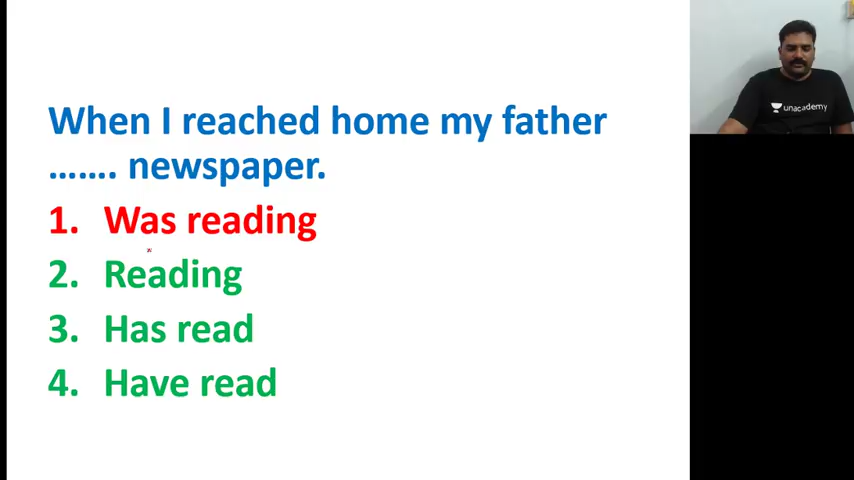 When I reached home my father
....... newspaper.
1. Was reading
2. Reading
3. Has read
4. Have read
unacademy